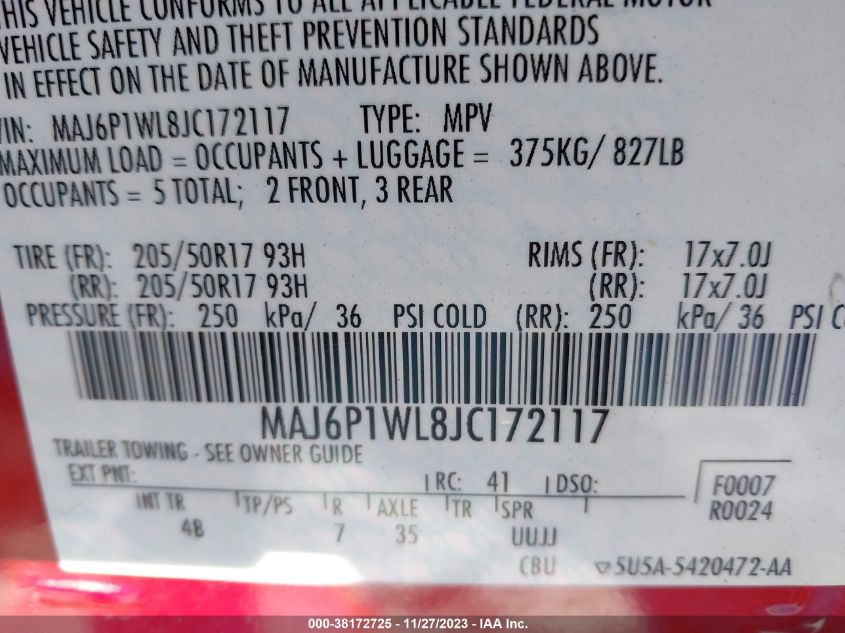 THIS VEHICLE CONFORMS TO ALL APPLICABLE FEDERAL MOTOR
VEHICLE SAFETY AND THEFT PREVENTION STANDARDS
IN EFFECT ON THE DATE OF MANUFACTURE SHOWN ABOVE.
VIN: MAJ6P1WL8JC172117 TYPE: MPV
MAXIMUM LOAD = OCCUPANTS + LUGGAGE = 375KG/ 827LB
OCCUPANTS = 5 TOTAL; 2 FRONT, 3 REAR
TIRE (FR): 205/50R17 93H RIMS (FR): 17x7.0J
(RR): 205/50R17 93H (RR): 17x7.0J
PRESSURE (FR): 250 kPa/ 36 PSI COLD (RR): 250 kPa/ 36 PSI
MAJ6P1WL8JC172117
TRAILER TOWING - SEE OWNER GUIDE
EXT PNT: RC: 41 DSO: F0007
INT TR TP/PS R AXLE TR SPR R0024
4B 7 35 UUJJ
CBU 5U5A-5420472-AA
000-38172725 - 11/27/2023 - IAA Inc.